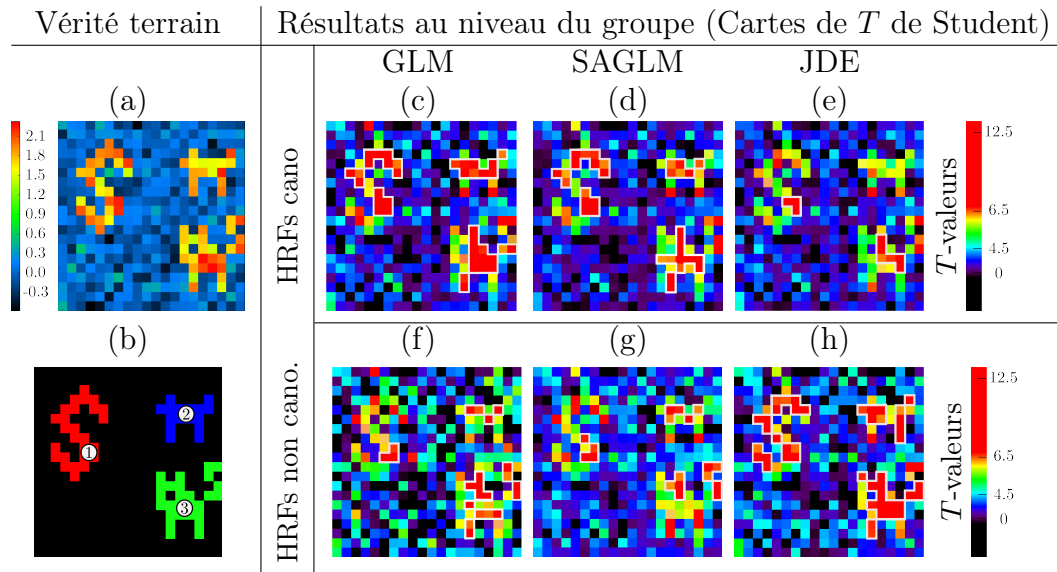 Vérité terrain
Résultats au niveau du groupe (Cartes de T de Student)
GLM
SAGLM
JDE
(a)
(c)
(d)
(e)
2.1
1.8
1.5
1.2
0.9
0.6
0.3
0.0
-0.3
HRFs cano
12.5
6.5
4.5
0
T-valeurs
(b)
(f)
(g)
(h)
1
2
3
HRFs non cano.
12.5
6.5
4.5
0
T-valeurs